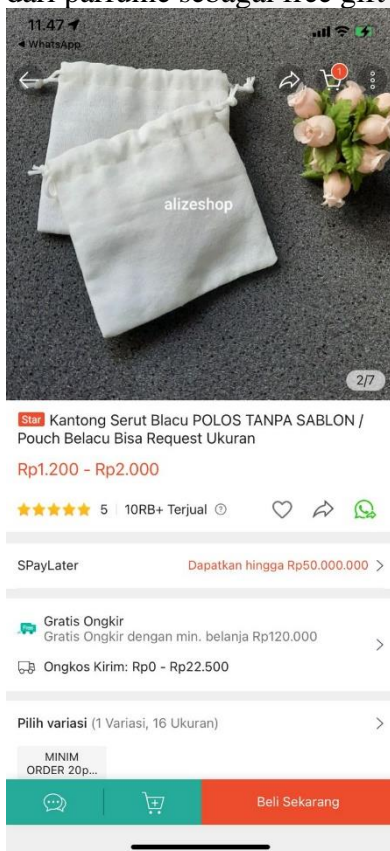 dari parfume sebagai free gift
11.47
WhatsApp
alizeshop
2/7
Star Kantong Serut Blacu POLOS TANPA SABLON /
Pouch Belacu Bisa Request Ukuran
Rp1.200 - Rp2.000
5 10RB+ Terjual
SPayLater Dapatkan hingga Rp50.000.000
Free Gratis Ongkir
Gratis Ongkir dengan min. belanja Rp120.000
Ongkos Kirim: Rp0 - Rp22.500
Pilih variasi (1 Variasi, 16 Ukuran)
MINIM
ORDER 20p...
Beli Sekarang